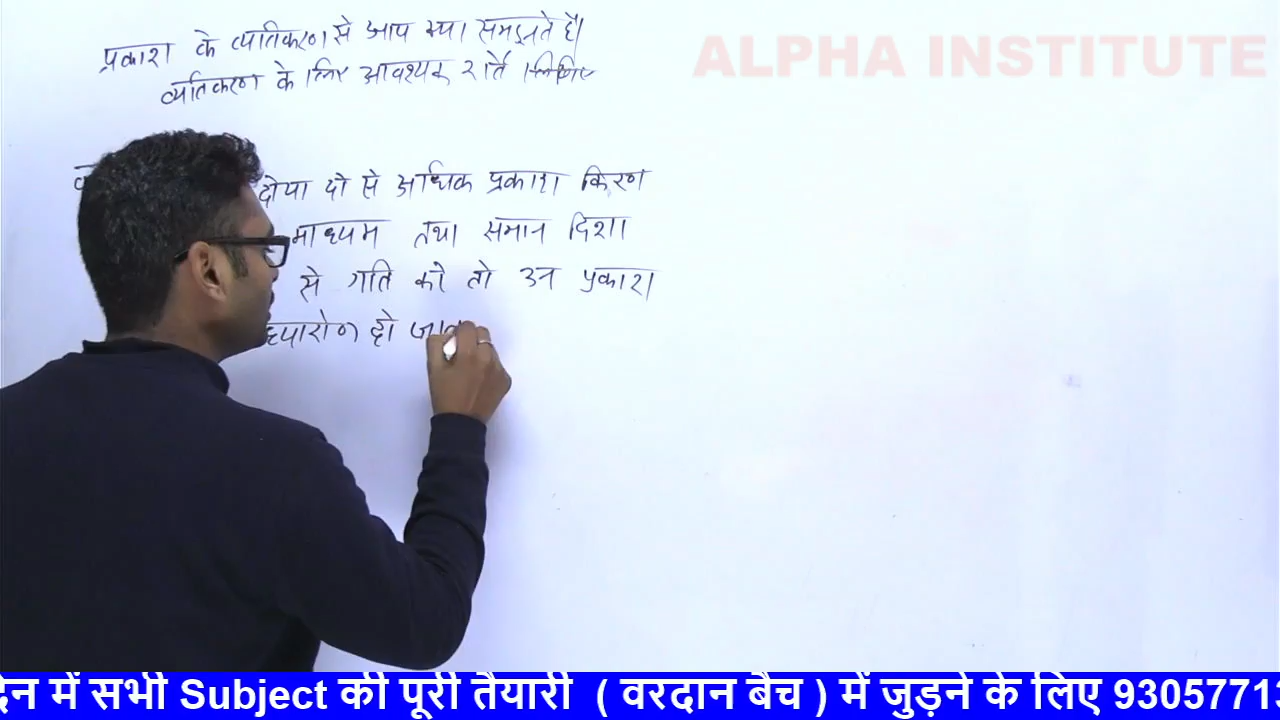 ALPHA INSTITUTE
प्रकाश के व्यतिकरण से आप क्या समझते है।
व्यतिकरण के लिए आवश्यक शर्ते लिखिए
दो या दो से अधिक प्रकाश किरण
माध्यम तथा समान दिशा
से गति करे तो उन प्रकाश
ध्यारोण हो जाता
देन में सभी Subject की पूरी तैयारी ( वरदान बैच ) में जुड़ने के लिए 93057713